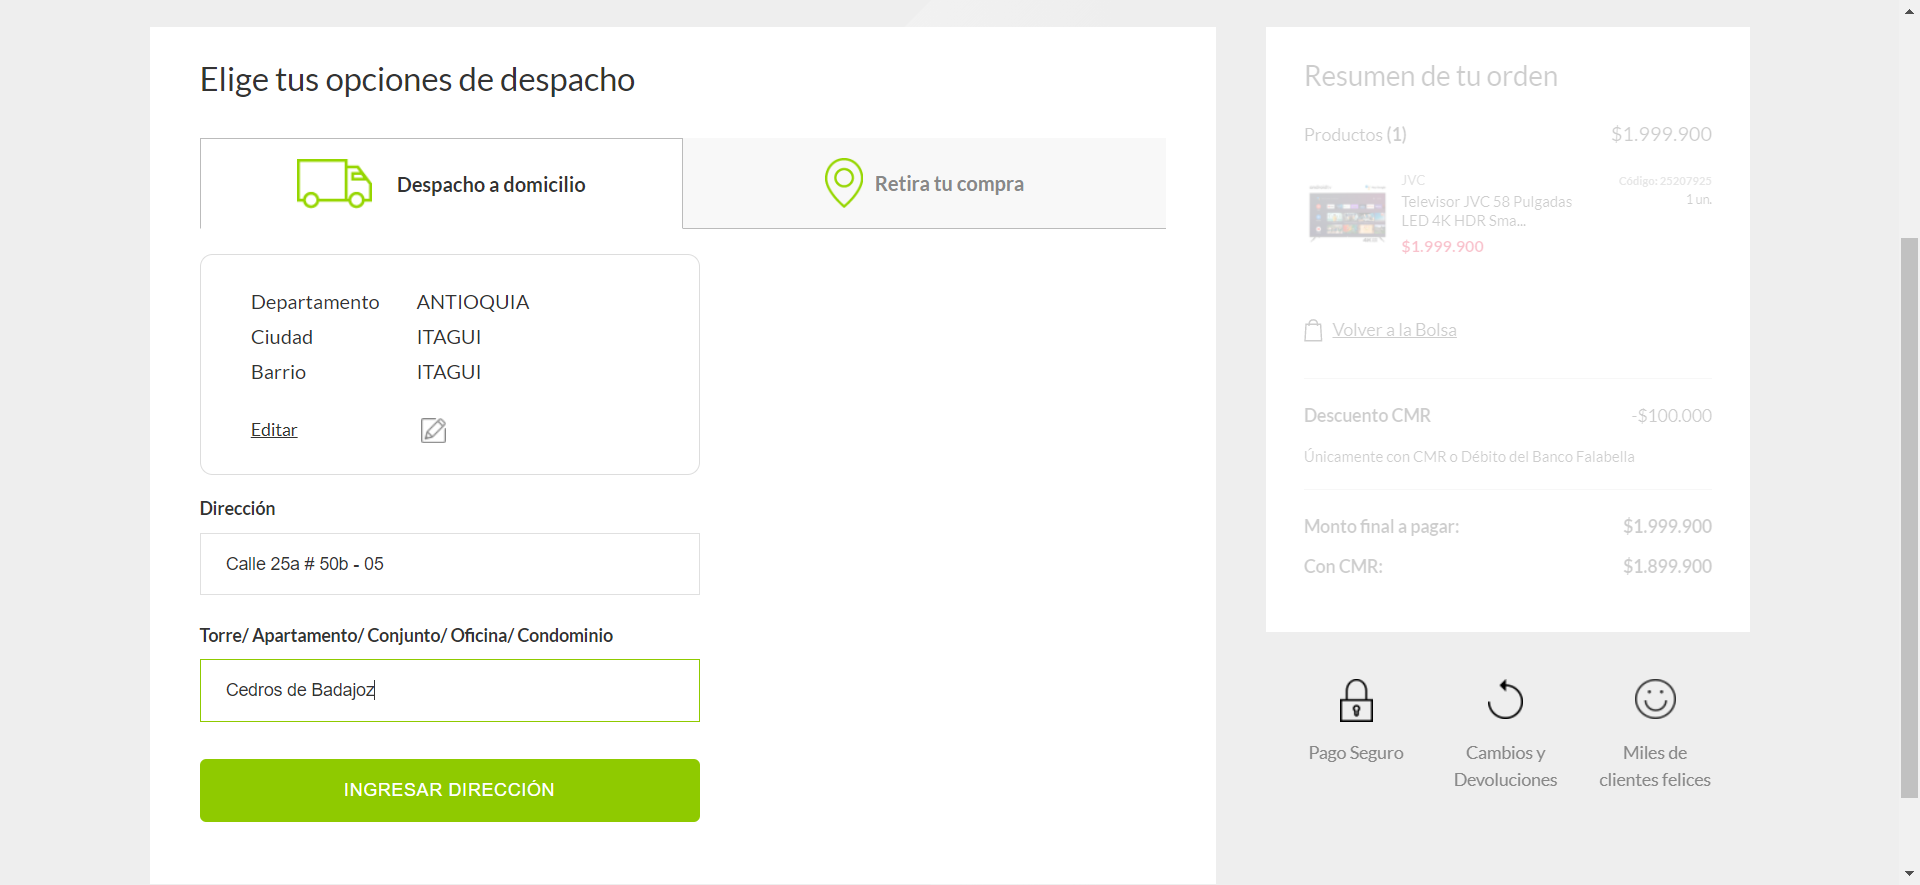 Elige tus opciones de despacho
Despacho a domicilio
Retira tu compra
Departamento ANTIOQUIA
Ciudad ITAGUI
Barrio ITAGUI
Editar
Dirección
Calle 25a # 50b - 05
Torre/ Apartamento/ Conjunto/ Oficina/ Condominio
Cedros de Badajoz
INGRESAR DIRECCIÓN
Resumen de tu orden
Productos (1) $1.999.900
JVC Código: 25207925
Televisor JVC 58 Pulgadas 1 un.
LED 4K HDR Sma...
$1.999.900
Volver a la Bolsa
Descuento CMR -$100.000
Únicamente con CMR o Débito del Banco Falabella
Monto final a pagar: $1.999.900
Con CMR: $1.899.900
Pago Seguro
Cambios y
Devoluciones
Miles de
clientes felices